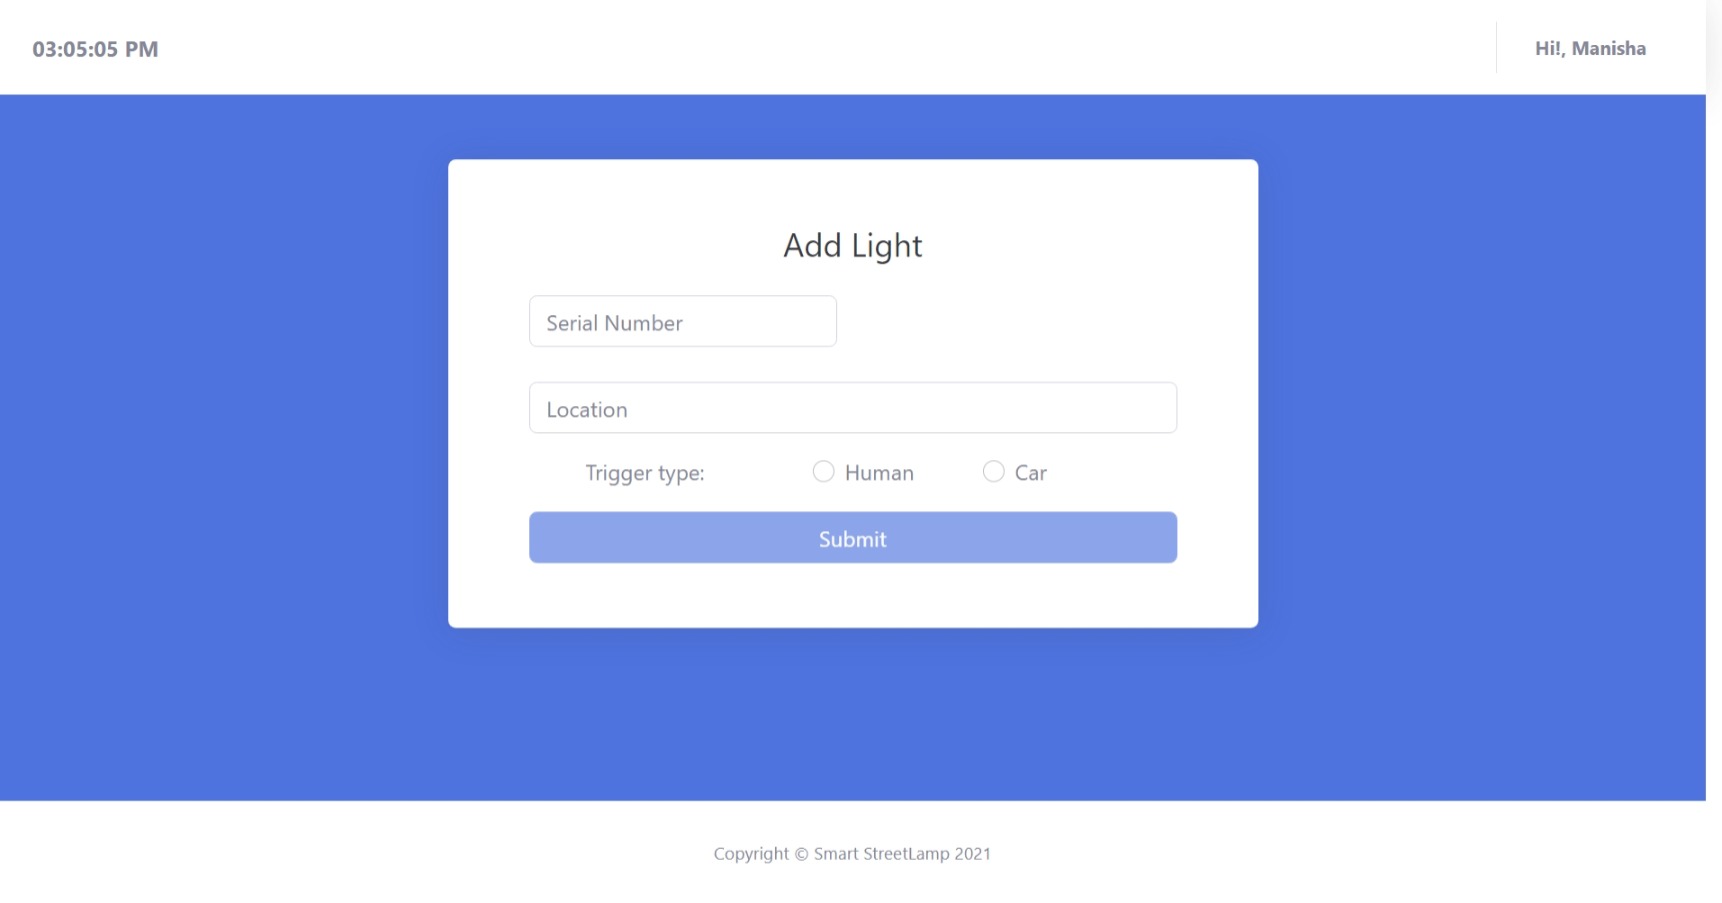 03:05:05 PM
Hi!, Manisha
Add Light
Serial Number
Location
Trigger type: Human Car
Submit
Copyright © Smart StreetLamp 2021